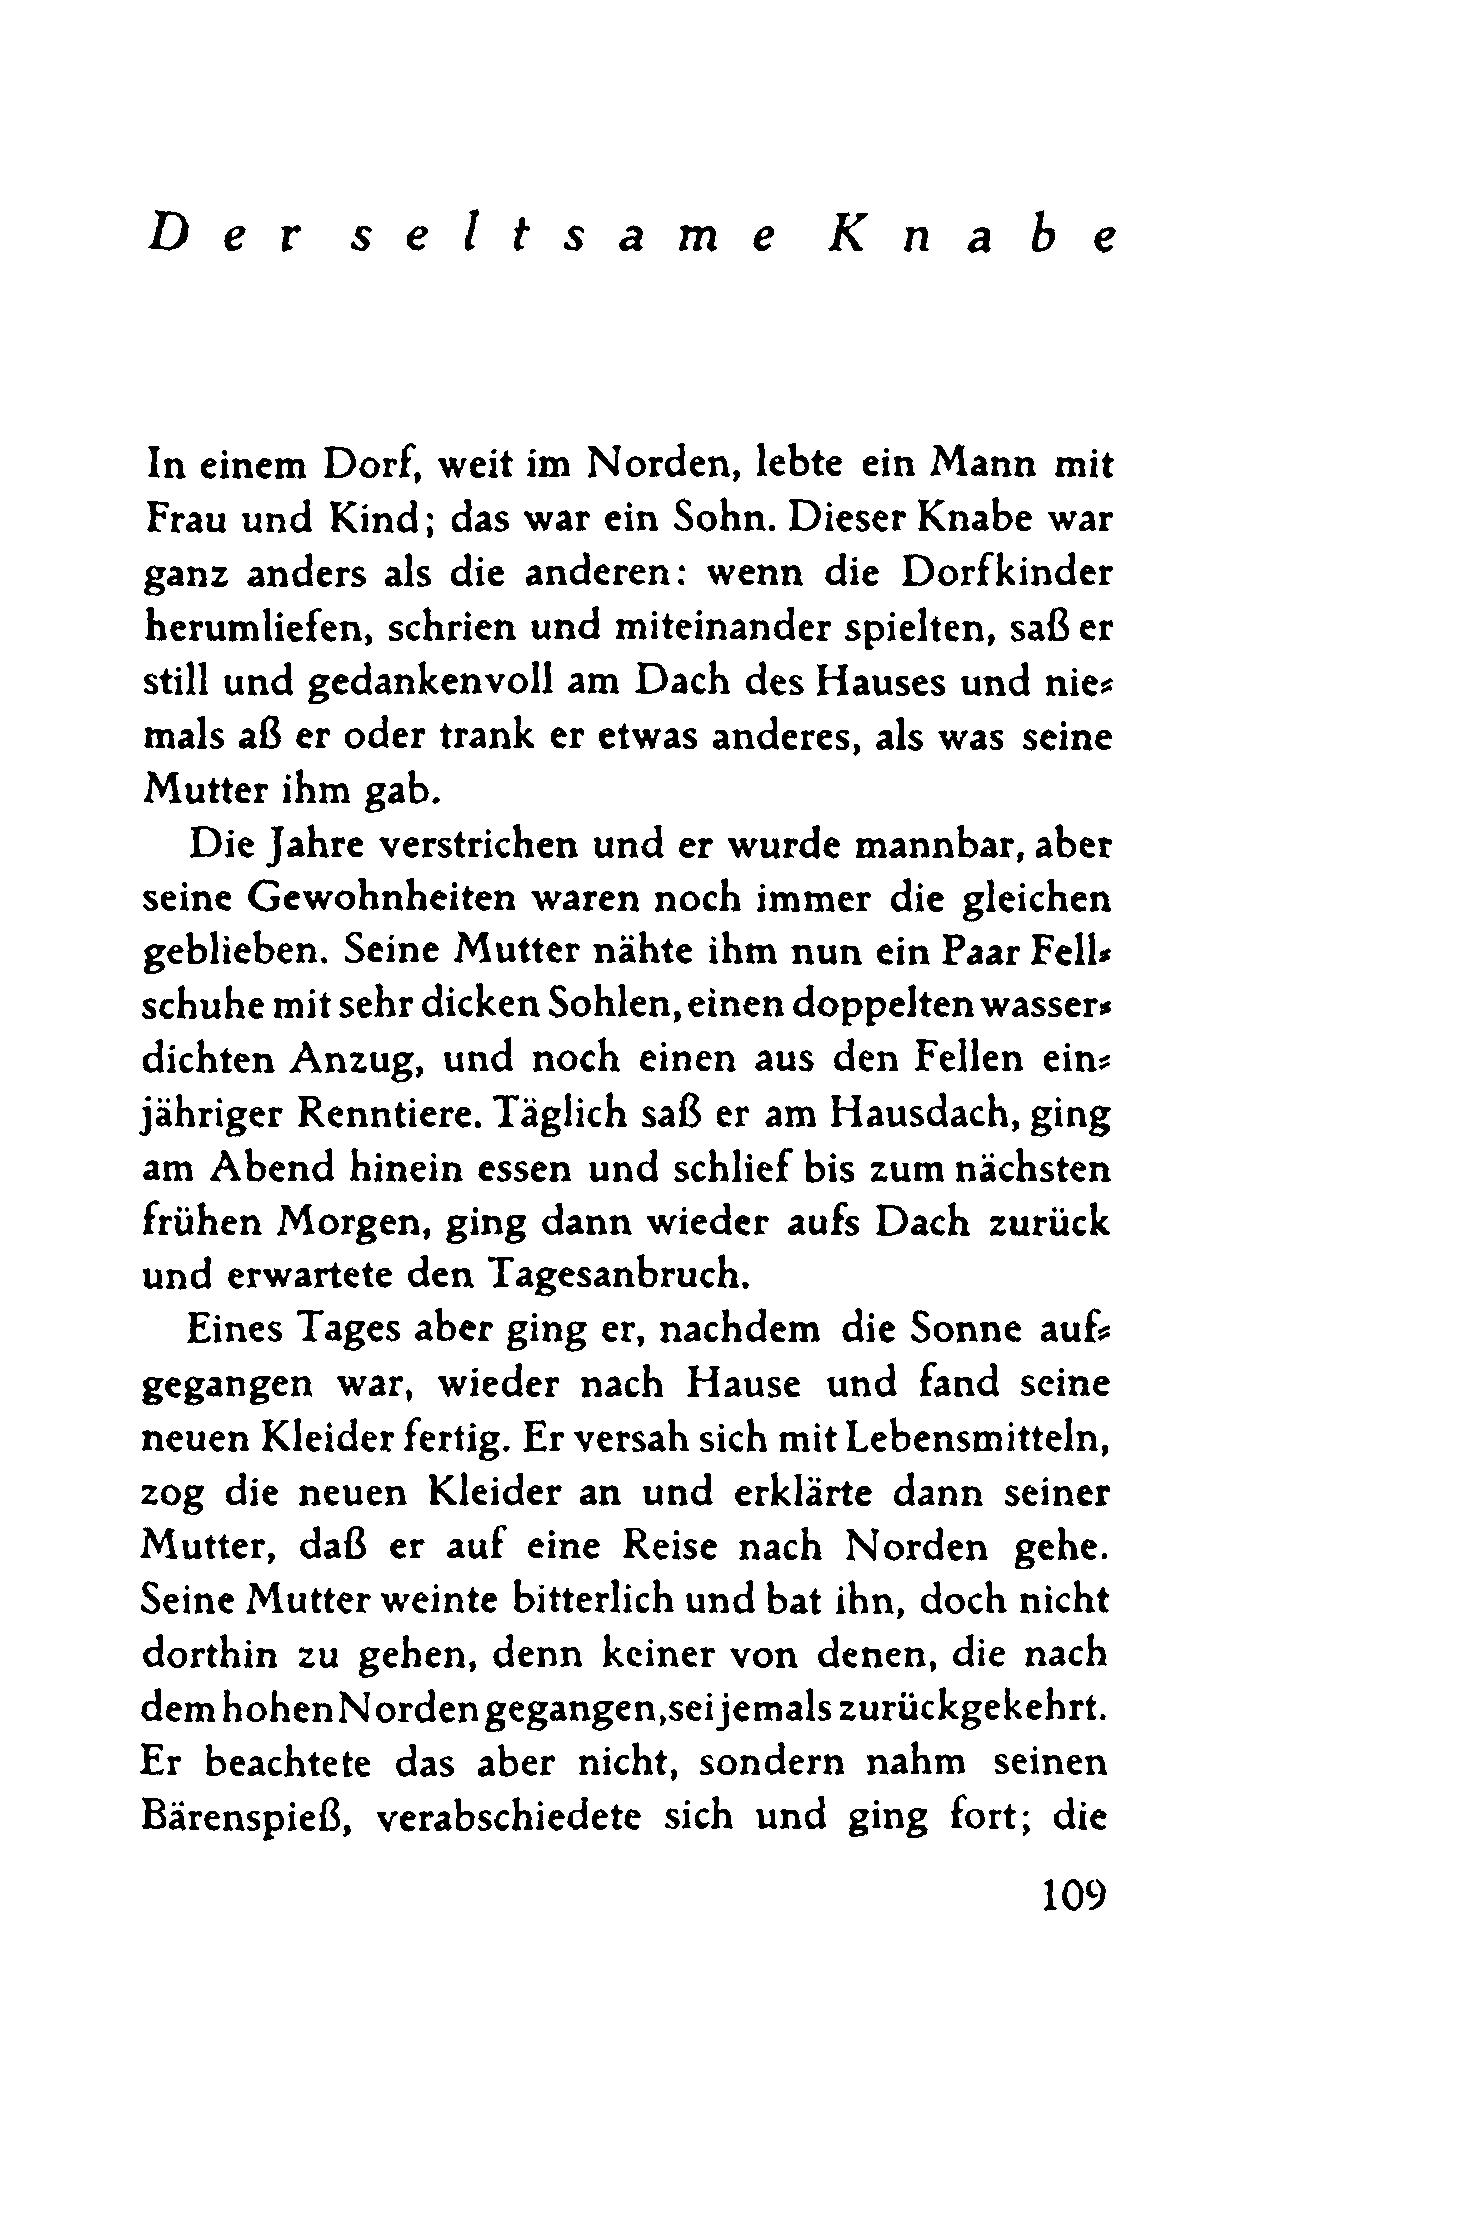 Der seltsame Knabe
In einem Dorf, weit im Norden, lebte ein Mann mit
Frau und Kind; das war ein Sohn. Dieser Knabe war
ganz anders als die anderen: wenn die Dorfkinder
herumliefen, schrien und miteinander spielten, saß er
still und gedankenvoll am Dach des Hauses und nie-
mals aß er oder trank er etwas anderes, als was seine
Mutter ihm gab.
Die Jahre verstrichen und er wurde mannbar, aber
seine Gewohnheiten waren noch immer die gleichen
geblieben. Seine Mutter nähte ihm nun ein Paar Fell-
schuhe mit sehr dicken Sohlen, einen doppelten wasser-
dichten Anzug, und noch einen aus den Fellen ein-
jähriger Renntiere. Täglich saß er am Hausdach, ging
am Abend hinein essen und schlief bis zum nächsten
frühen Morgen, ging dann wieder aufs Dach zurück
und erwartete den Tagesanbruch.
Eines Tages aber ging er, nachdem die Sonne auf-
gegangen war, wieder nach Hause und fand seine
neuen Kleider fertig. Er versah sich mit Lebensmitteln,
zog die neuen Kleider an und erklärte dann seiner
Mutter, daß er auf eine Reise nach Norden gehe.
Seine Mutter weinte bitterlich und bat ihn, doch nicht
dorthin zu gehen, denn keiner von denen, die nach
dem hohen Norden gegangen, sei jemals zurückgekehrt.
Er beachtete das aber nicht, sondern nahm seinen
Bärenspieß, verabschiedete sich und ging fort; die
109